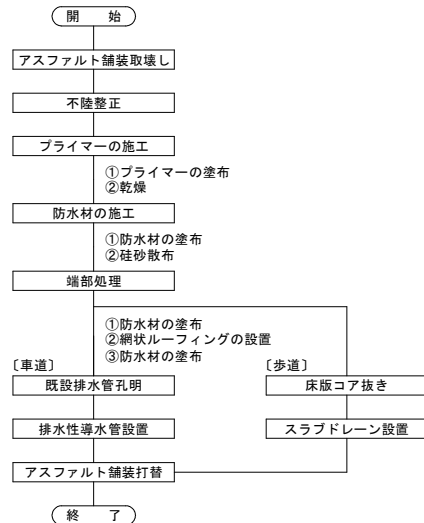 開　始
アスファルト舗装取壊し
不陸整正
プライマーの施工
①プライマーの塗布
②乾燥
防水材の施工
①防水材の塗布
②硅砂散布
端部処理
①防水材の塗布
②網状ルーフィングの設置
③防水材の塗布
〔車道〕
〔歩道〕
既設排水管孔明
床版コア抜き
排水性導水管設置
スラブドレーン設置
アスファルト舗装打替
終　了